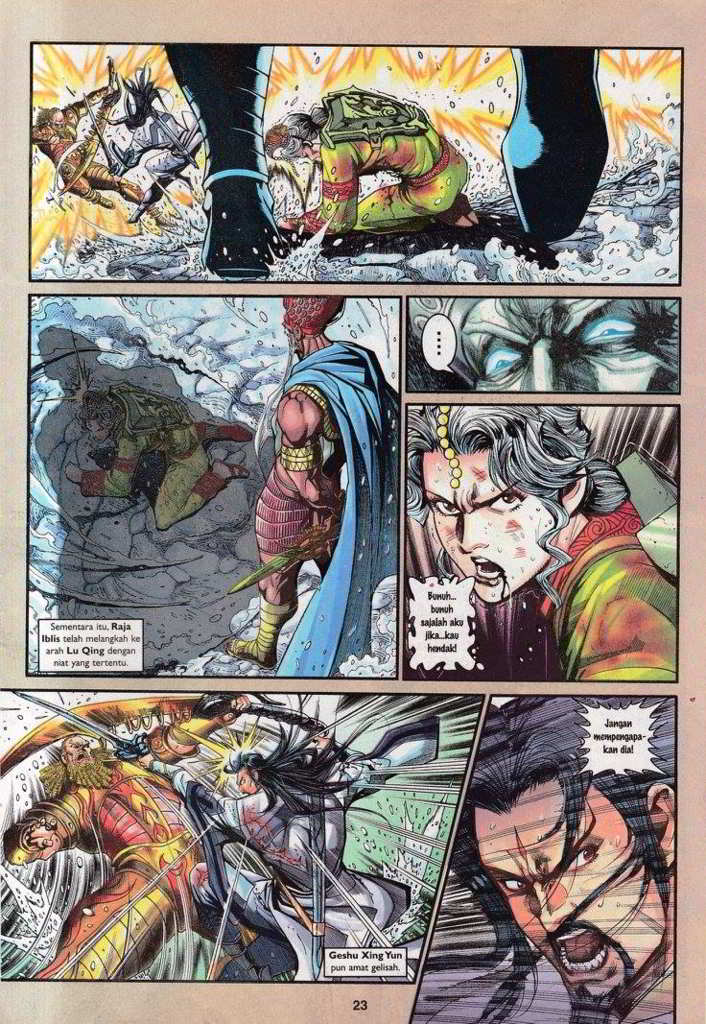 ....
Sementara itu, Raja
Iblis telah melangkah ke
arah Lu Qing dengan
niat yang tertentu.
Bunuh...
bunuh
sajalah aku
jika...kau
hendak!
Geshu Xing Yun
pun amat gelisah.
Jangan
mempengapa-
kan dia!
23